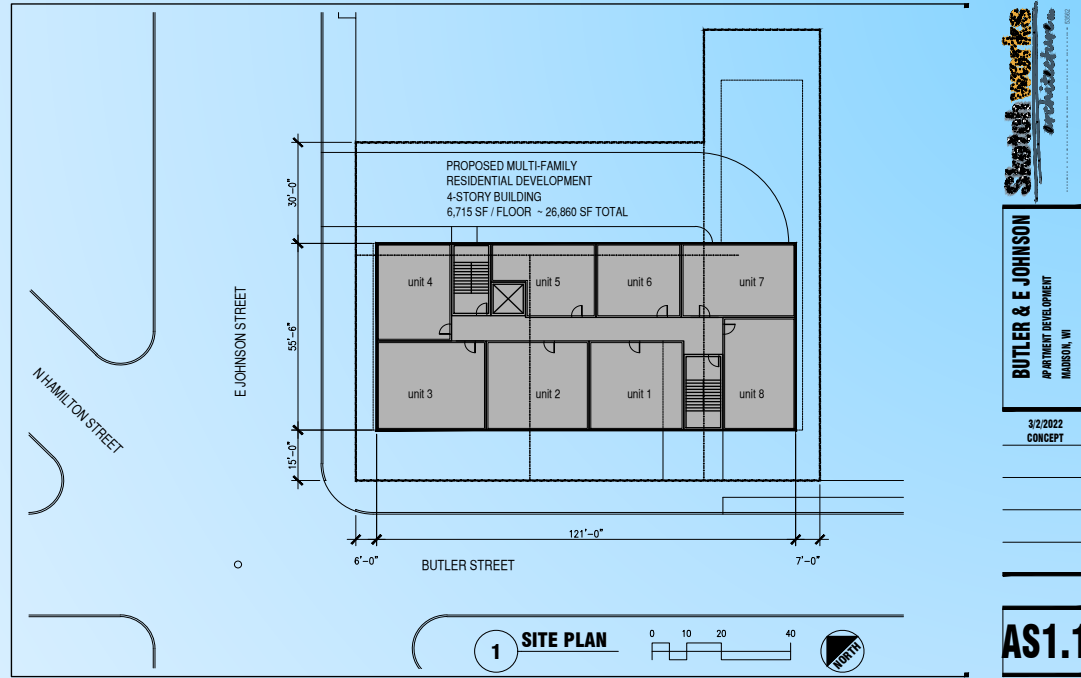 PROPOSED MULTI-FAMILY
RESIDENTIAL DEVELOPMENT
4-STORY BUILDING
6,715 SF / FLOOR ~ 26,860 SF TOTAL
30'-0"
55'-6"
15'-0"
unit 4
unit 5
unit 6
unit 7
unit 3
unit 2
unit 1
unit 8
E JOHNSON STREET
N HAMILTON STREET
6'-0"
121'-0"
7'-0"
BUTLER STREET
1
SITE PLAN
0 10 20 40
NORTH
Sketchworks
architecture
BUTLER & E JOHNSON
APARTMENT DEVELOPMENT
MADISON, WI
3/2/2022
CONCEPT
AS1.1